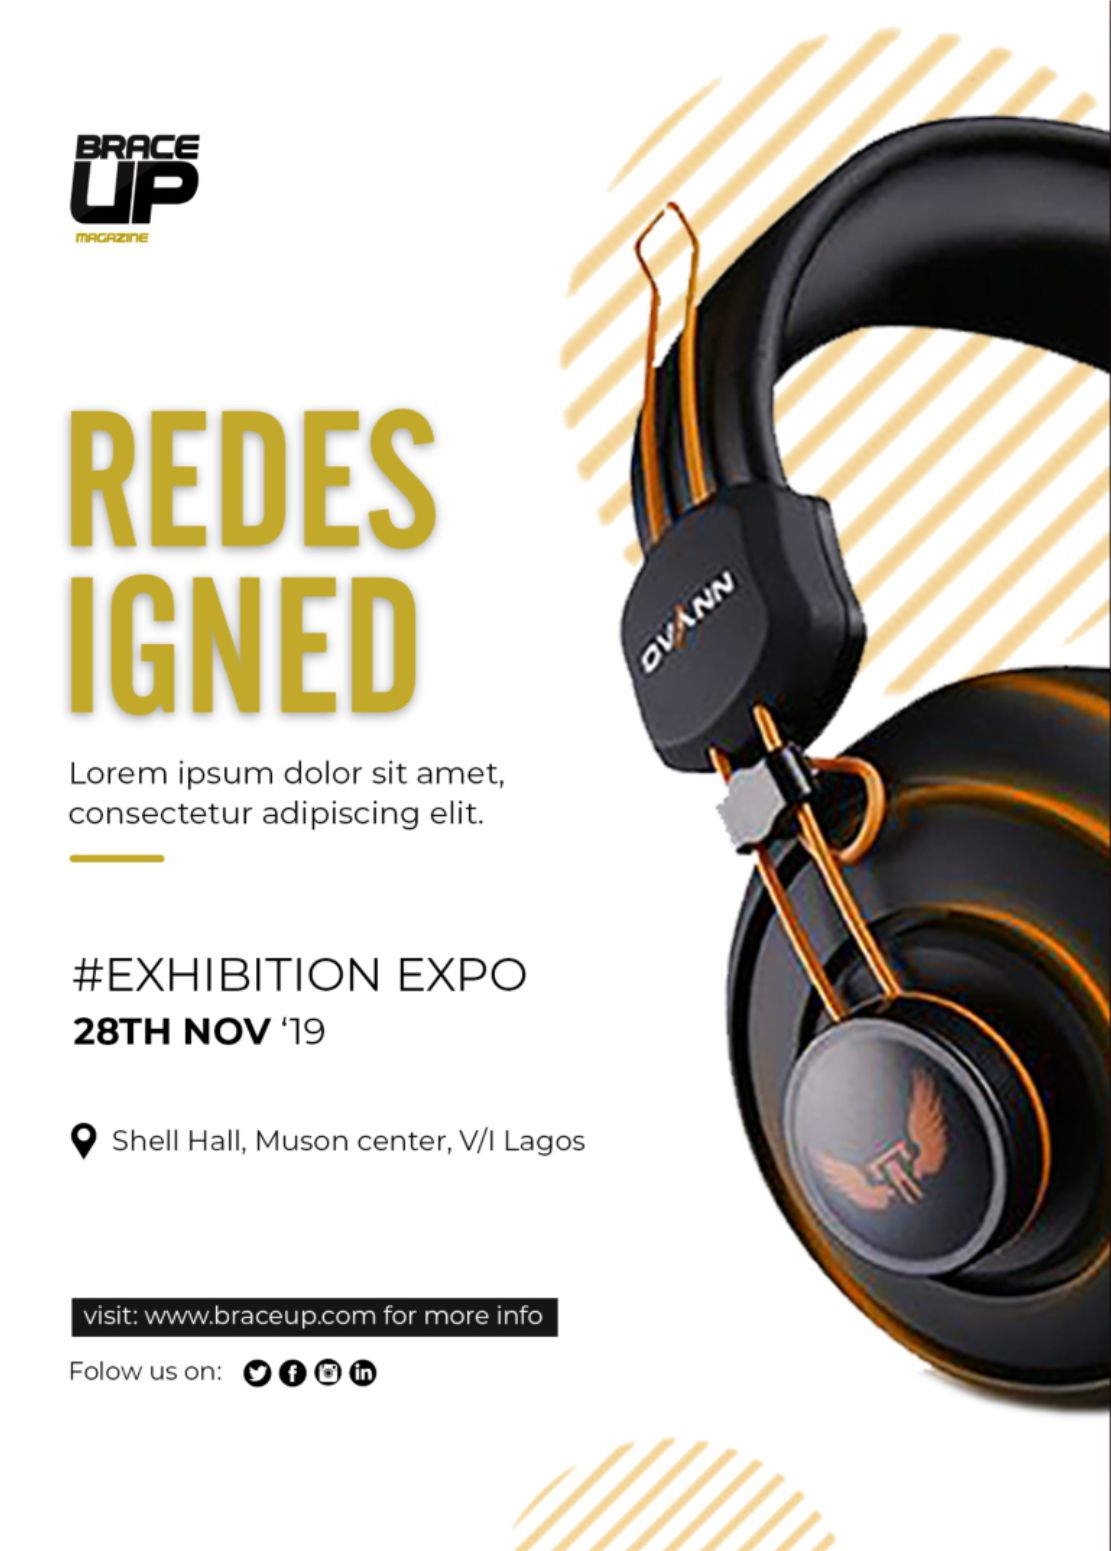 BRACE
UP
MAGAZINE
REDES
IGNED
Lorem ipsum dolor sit amet,
consectetur adipiscing elit.
#EXHIBITION EXPO
28TH NOV ‘19
Shell Hall, Muson center, V/I Lagos
visit: www.braceup.com for more info
Folow us on:
OVANN